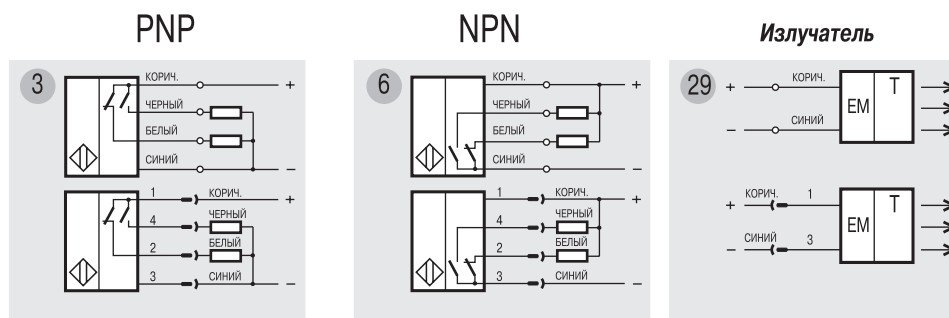 PNP
NPN
Излучатель
3
КОРИЧ.
+
ЧЕРНЫЙ
БЕЛЫЙ
СИНИЙ
−
1
КОРИЧ.
+
4
ЧЕРНЫЙ
2
БЕЛЫЙ
3
СИНИЙ
−
6
КОРИЧ.
+
ЧЕРНЫЙ
БЕЛЫЙ
СИНИЙ
−
1
КОРИЧ.
+
4
ЧЕРНЫЙ
2
БЕЛЫЙ
3
СИНИЙ
−
29
+
КОРИЧ.
EM
T
−
СИНИЙ
+
КОРИЧ.
1
EM
T
−
СИНИЙ
3